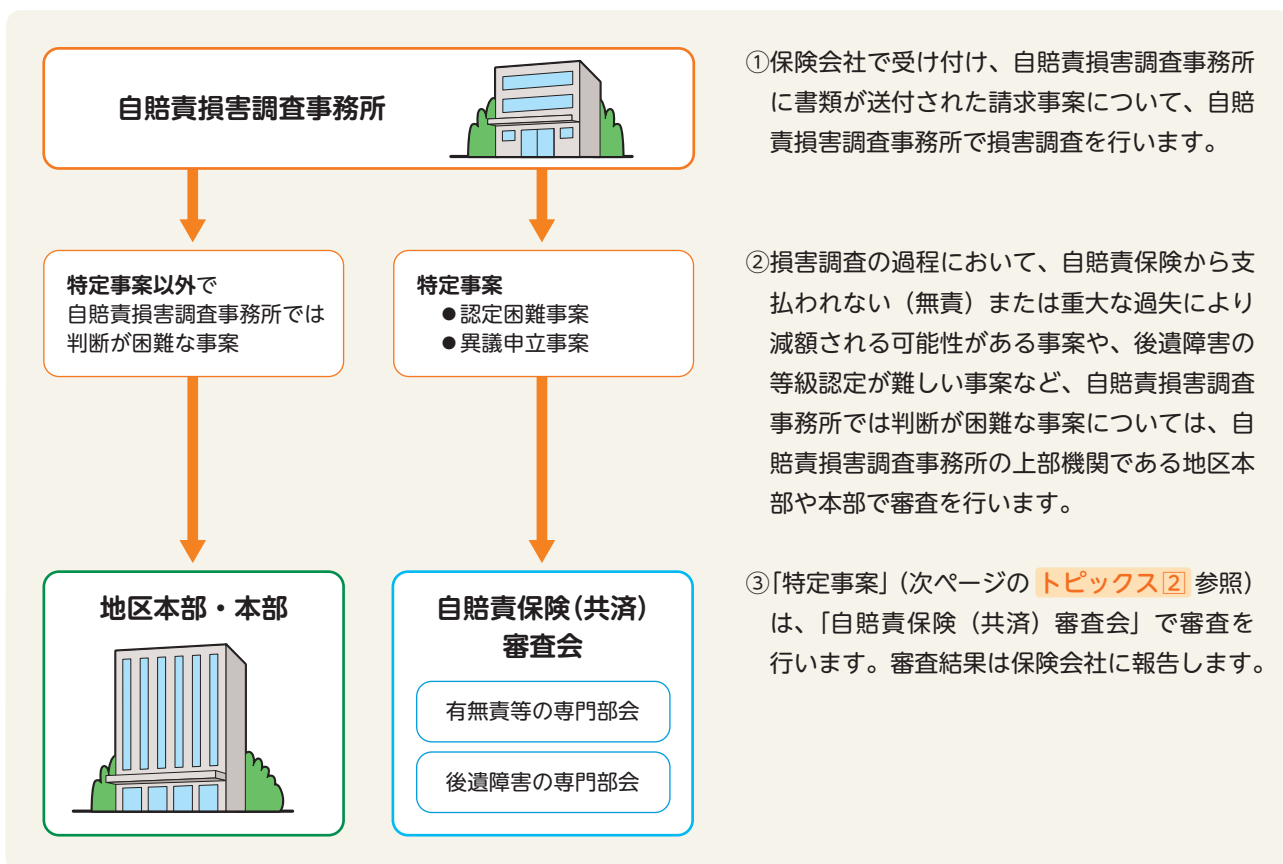 自賠責損害調査事務所
特定事案以外で
自賠責損害調査事務所では
判断が困難な事案
特定事案
●認定困難事案
●異議申立事案
地区本部・本部
自賠責保険(共済)
審査会
有無責等の専門部会
後遺障害の専門部会
①保険会社で受け付け、自賠責損害調査事務所
に書類が送付された請求事案について、自賠
責損害調査事務所で損害調査を行います。
②損害調査の過程において、自賠責保険から支
払われない（無責）または重大な過失により
減額される可能性がある事案や、後遺障害の
等級認定が難しい事案など、自賠責損害調査
事務所では判断が困難な事案については、自
賠責損害調査事務所の上部機関である地区本
部や本部で審査を行います。
③「特定事案」（次ページの トピックス2 参照）
は、「自賠責保険（共済）審査会」で審査を
行います。審査結果は保険会社に報告します。